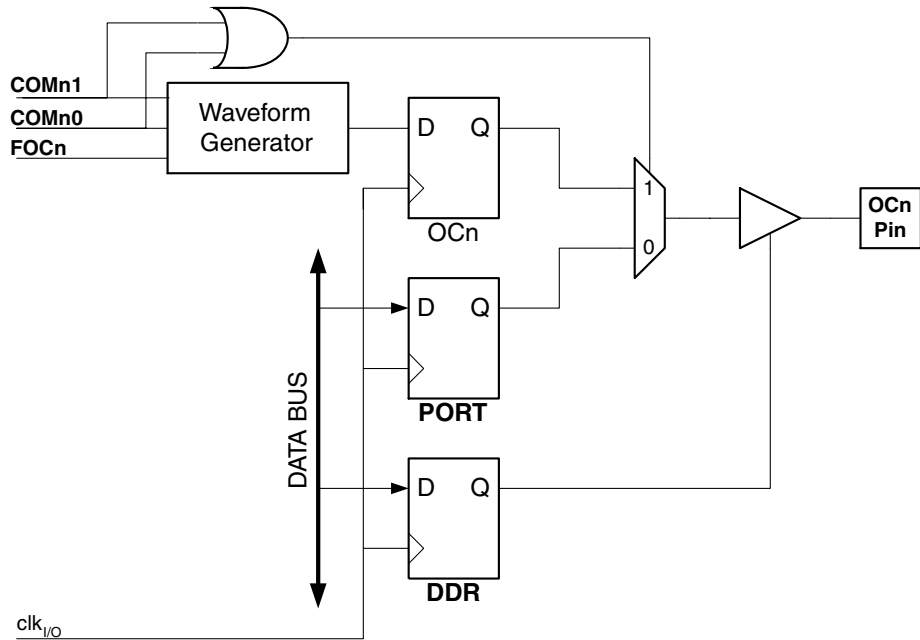 COMn1
COMn0
FOCn
Waveform
Generator
D Q
OCn
1
0
OCn
Pin
D Q
PORT
DATA BUS
D Q
DDR
clkI/O